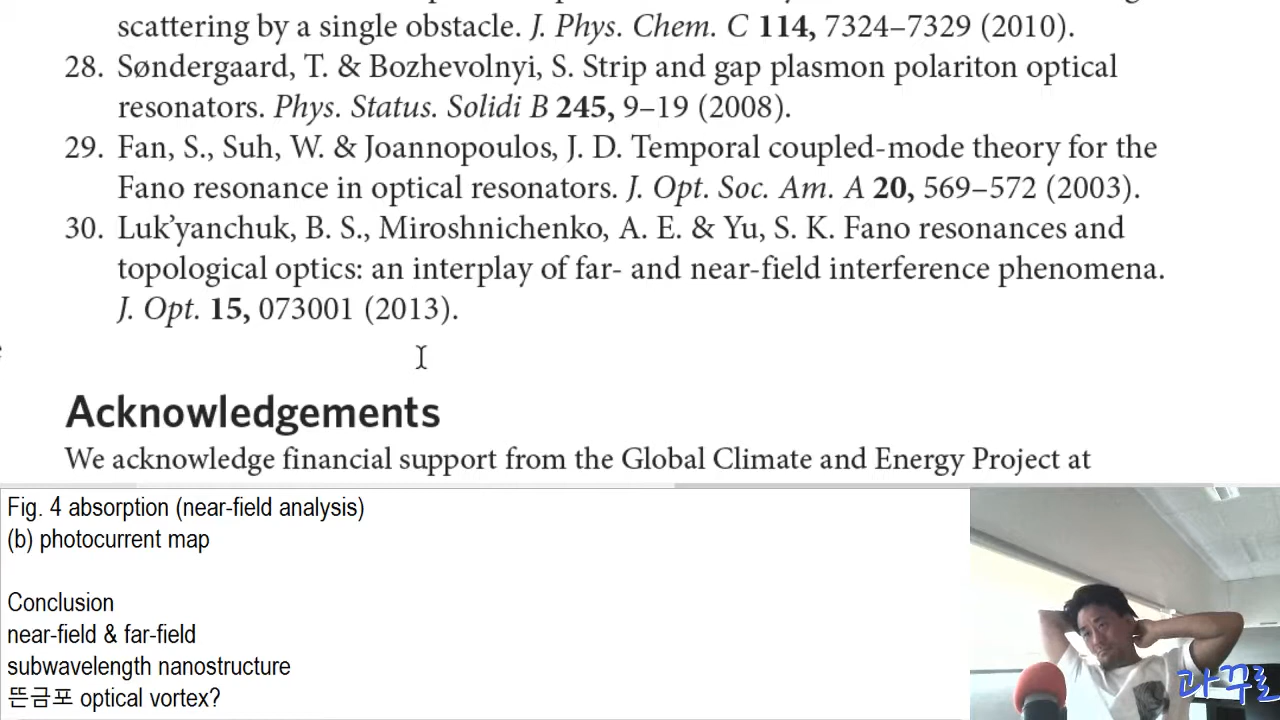 scattering by a single obstacle. J. Phys. Chem. C 114, 7324–7329 (2010).
28. Søndergaard, T. & Bozhevolnyi, S. Strip and gap plasmon polariton optical
resonators. Phys. Status. Solidi B 245, 9–19 (2008).
29. Fan, S., Suh, W. & Joannopoulos, J. D. Temporal coupled-mode theory for the
Fano resonance in optical resonators. J. Opt. Soc. Am. A 20, 569–572 (2003).
30. Luk’yanchuk, B. S., Miroshnichenko, A. E. & Yu, S. K. Fano resonances and
topological optics: an interplay of far- and near-field interference phenomena.
J. Opt. 15, 073001 (2013).
Acknowledgements
We acknowledge financial support from the Global Climate and Energy Project at
Fig. 4 absorption (near-field analysis)
(b) photocurrent map
Conclusion
near-field & far-field
subwavelength nanostructure
뜬금포 optical vortex?
과꾸로